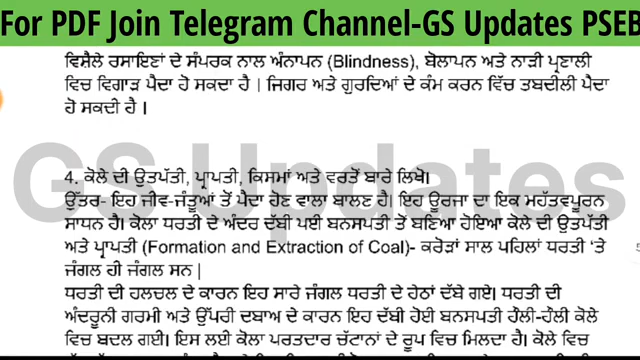 For PDF Join Telegram Channel-GS Updates PSEB
ਵਿਸ਼ੈਲੇ ਰਸਾਇਣਾਂ ਦੇ ਸੰਪਰਕ ਨਾਲ ਅੰਨਾਪਨ (Blindness), ਬੋਲਾਪਨ ਅਤੇ ਨਾੜੀ ਪ੍ਰਣਾਲੀ
ਵਿਚ ਵਿਗਾੜ ਪੈਦਾ ਹੋ ਸਕਦਾ ਹੈ | ਜਿਗਰ ਅਤੇ ਗੁਰਦਿਆਂ ਦੇ ਕੰਮ ਕਰਨ ਵਿੱਚ ਤਬਦੀਲੀ ਪੈਦਾ
ਹੋ ਸਕਦੀ ਹੈ ।
GS Updates
4. ਕੋਲੇ ਦੀ ਉਤਪੱਤੀ, ਪ੍ਰਾਪਤੀ, ਕਿਸਮਾਂ ਅਤੇ ਵਰਤੋਂ ਬਾਰੇ ਲਿਖੋ।
ਉੱਤਰ- ਇਹ ਜੀਵ-ਜੰਤੂਆਂ ਤੋਂ ਪੈਦਾ ਹੋਣ ਵਾਲਾ ਬਾਲਣ ਹੈ। ਇਹ ਊਰਜਾ ਦਾ ਇਕ ਮਹੱਤਵਪੂਰਨ
ਸਾਧਨ ਹੈ। ਕੋਲਾ ਧਰਤੀ ਦੇ ਅੰਦਰ ਦੱਬੀ ਪਈ ਬਨਸਪਤੀ ਤੋਂ ਬਣਿਆ ਹੋਇਆ ਕੋਲੇ ਦੀ ਉਤਪੱਤੀ
ਅਤੇ ਪ੍ਰਾਪਤੀ (Formation and Extraction of Coal)- ਕਰੋੜਾਂ ਸਾਲ ਪਹਿਲਾਂ ਧਰਤੀ 'ਤੇ
ਜੰਗਲ ਹੀ ਜੰਗਲ ਸਨ |
ਧਰਤੀ ਦੀ ਹਲਚਲ ਦੇ ਕਾਰਨ ਇਹ ਸਾਰੇ ਜੰਗਲ ਧਰਤੀ ਦੇ ਹੇਠਾਂ ਦੱਬੇ ਗਏ। ਧਰਤੀ ਦੀ
ਅੰਦਰੂਨੀ ਗਰਮੀ ਅਤੇ ਉੱਪਰੀ ਦਬਾਅ ਦੇ ਕਾਰਨ ਇਹ ਦੱਬੀ ਹੋਈ ਬਨਸਪਤੀ ਹੌਲੀ-ਹੌਲੀ ਕੋਲੇ
ਵਿਚ ਬਦਲ ਗਈ। ਇਸ ਲਈ ਕੋਲਾ ਪਰਤਦਾਰ ਚੱਟਾਨਾਂ ਦੇ ਰੂਪ ਵਿਚ ਮਿਲਦਾ ਹੈ। ਕੋਲੇ ਵਿਚ